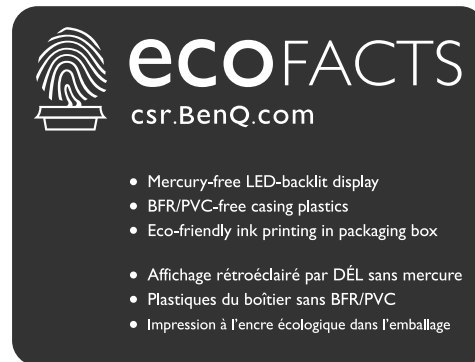 ecoFACTS
csr.BenQ.com
• Mercury-free LED-backlit display
• BFR/PVC-free casing plastics
• Eco-friendly ink printing in packaging box
• Affichage rétroéclairé par DÉL sans mercure
• Plastiques du boîtier sans BFR/PVC
• Impression à l'encre écologique dans l'emballage